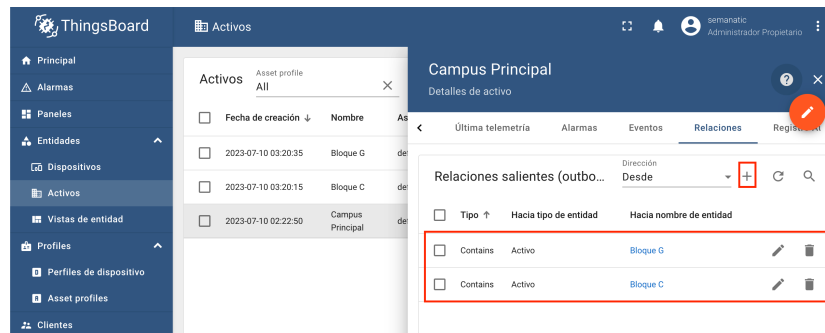 ThingsBoard
Activos
semanatic
Administrador Propietario
Principal
Alarmas
Paneles
Entidades
Dispositivos
Activos
Vistas de entidad
Profiles
Perfiles de dispositivo
Asset profiles
Clientes
Activos
Asset profile
All
Fecha de creación
Nombre
As
2023-07-10 03:20:35
Bloque G
def
2023-07-10 03:20:15
Bloque C
def
2023-07-10 02:22:50
Campus
Principal
def
Campus Principal
Detalles de activo
Última telemetría
Alarmas
Eventos
Relaciones
Relaciones salientes (outbo...
Dirección
Desde
Tipo
Hacia tipo de entidad
Hacia nombre de entidad
Contains
Activo
Bloque G
Contains
Activo
Bloque C